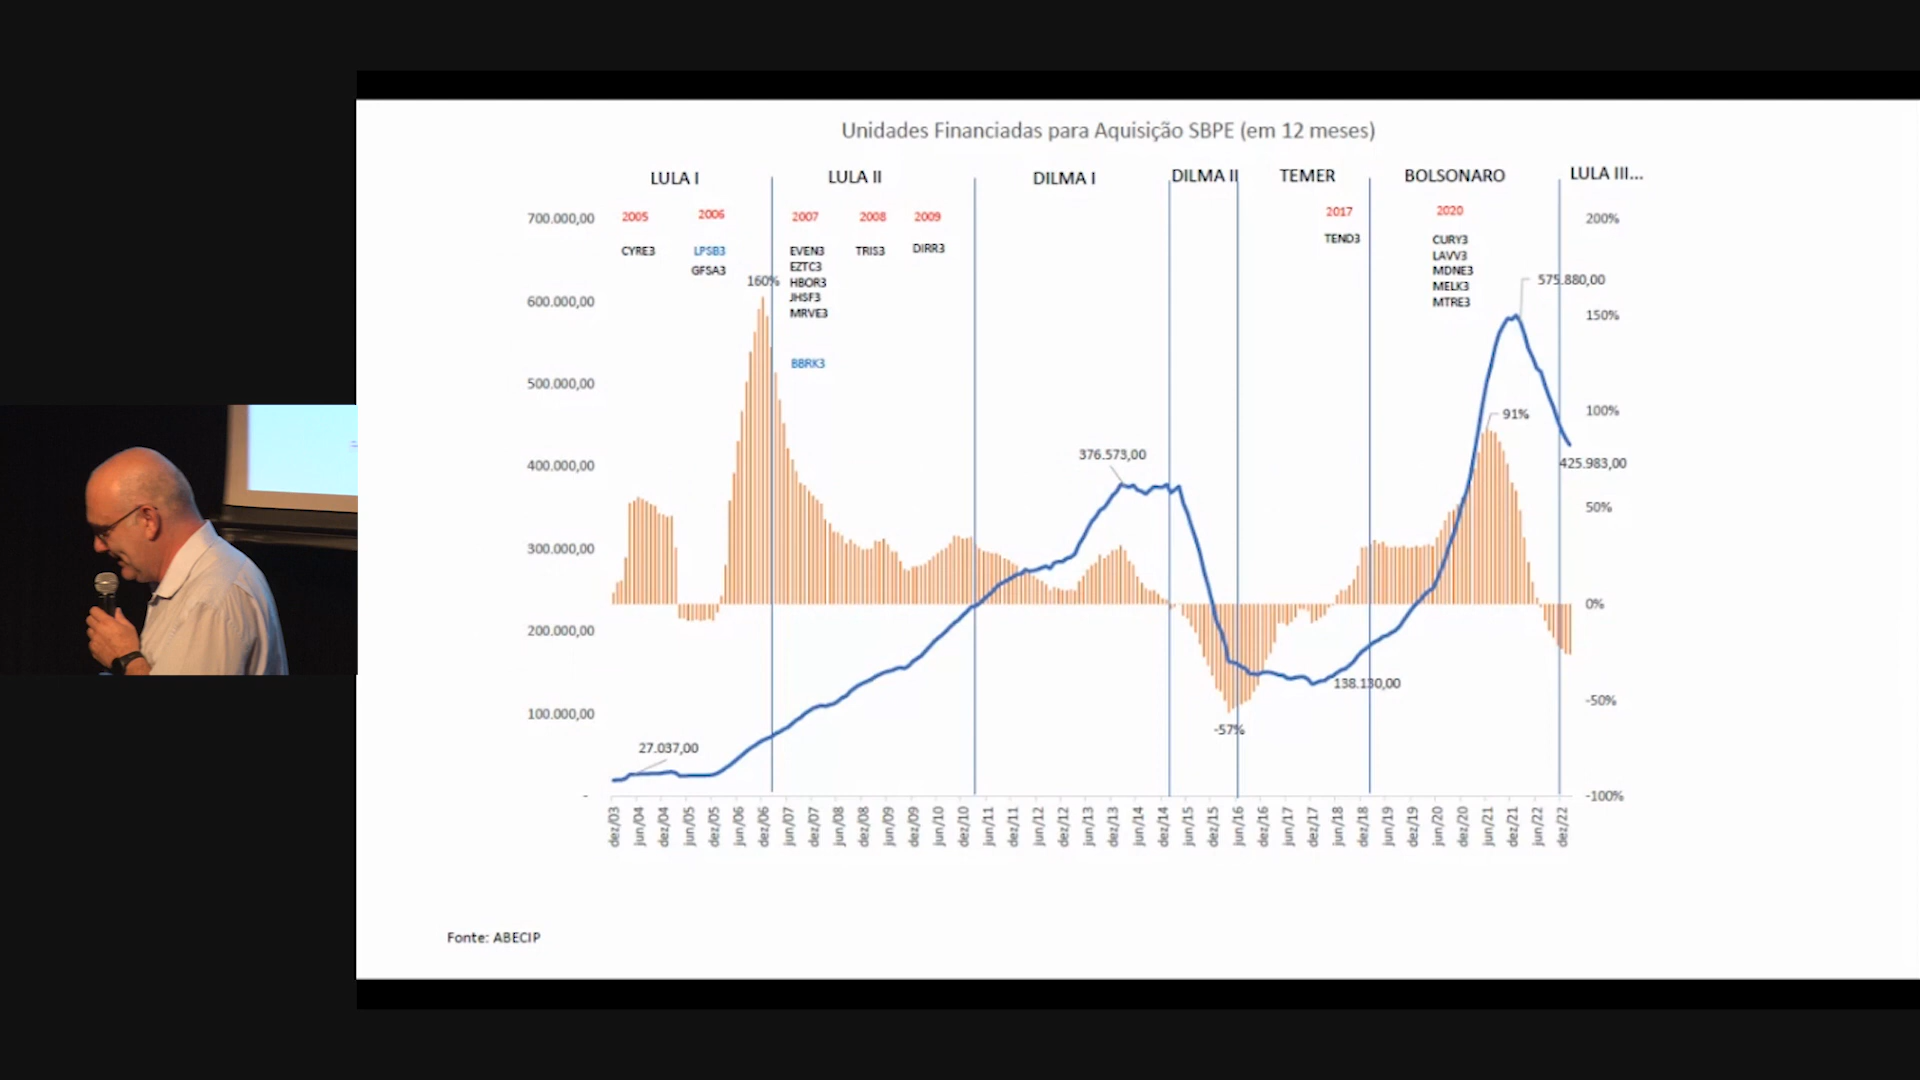 Unidades Financiadas para Aquisição SBPE (em 12 meses)
LULA I LULA II DILMA I DILMA II TEMER BOLSONARO LULA III...
2005 2006 2007 2008 2009 2017 2020
CYRE3
LPSB3
GFSA3
EVEN3
EZTC3
HBOR3
JHSF3
MRVE3
BBRK3
TRIS3
DIRR3
TEND3
CURY3
LAVV3
MDNE3
MELK3
MTRE3
700.000,00
600.000,00
500.000,00
400.000,00
300.000,00
200.000,00
100.000,00
-
200%
150%
100%
50%
0%
-50%
-100%
160%
27.037,00
376.573,00
-57%
138.130,00
91%
575.880,00
425.983,00
dez/03 jun/04 dez/04 jun/05 dez/05 jun/06 dez/06 jun/07 dez/07 jun/08 dez/08 jun/09 dez/09 jun/10 dez/10 jun/11 dez/11 jun/12 dez/12 jun/13 dez/13 jun/14 dez/14 jun/15 dez/15 jun/16 dez/16 jun/17 dez/17 jun/18 dez/18 jun/19 dez/19 jun/20 dez/20 jun/21 dez/21 jun/22 dez/22
Fonte: ABECIP